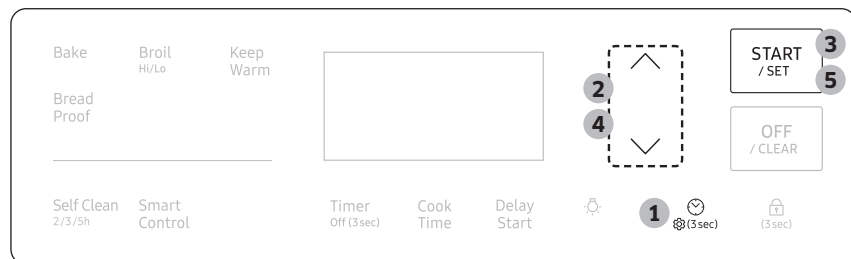 Bake
Broil
Hi/Lo
Keep
Warm
Bread
Proof
Self Clean
2/3/5h
Smart
Control
Timer
Off (3 sec)
Cook
Time
Delay
Start
2
4
1
(3 sec)
(3 sec)
START
/ SET
3
5
OFF
/ CLEAR